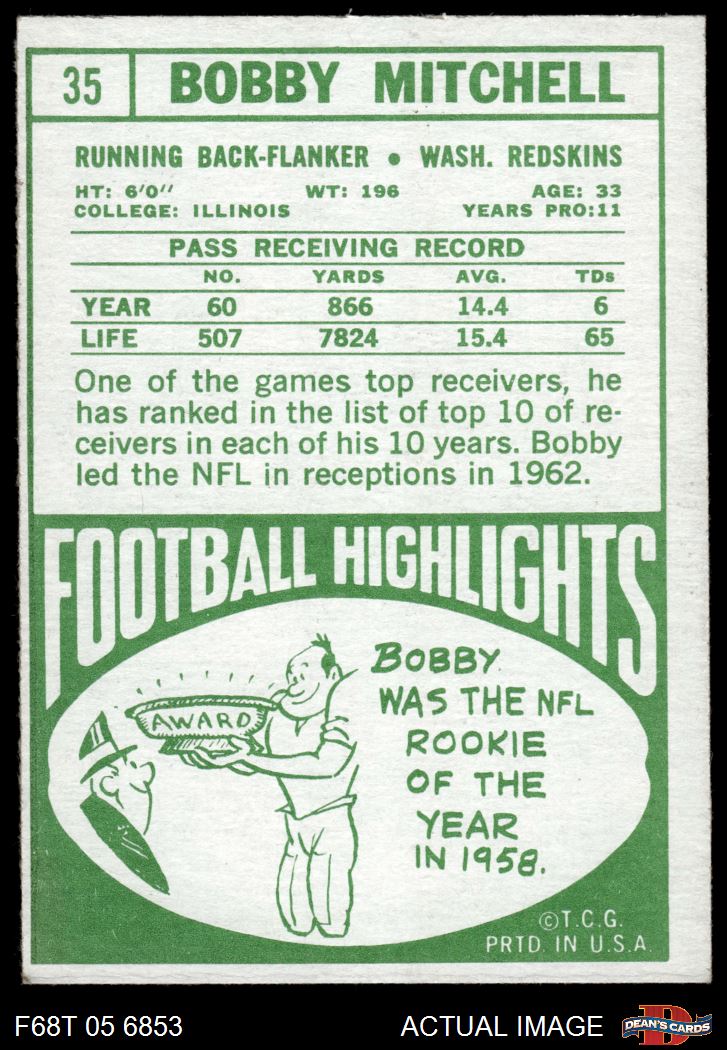 35 BOBBY MITCHELL
RUNNING BACK-FLANKER • WASH. REDSKINS
HT: 6'0" WT: 196 AGE: 33
COLLEGE: ILLINOIS YEARS PRO:11
PASS RECEIVING RECORD
NO. YARDS AVG. TDs
YEAR 60 866 14.4 6
LIFE 507 7824 15.4 65
One of the games top receivers, he
has ranked in the list of top 10 of re-
ceivers in each of his 10 years. Bobby
led the NFL in receptions in 1962.
FOOTBALL HIGHLIGHTS
AWARD
BOBBY
WAS THE NFL
ROOKIE
OF THE
YEAR
IN 1958.
©T.C.G.
PRTD. IN U.S.A.
F68T 05 6853 ACTUAL IMAGE D DEAN'S CARDS